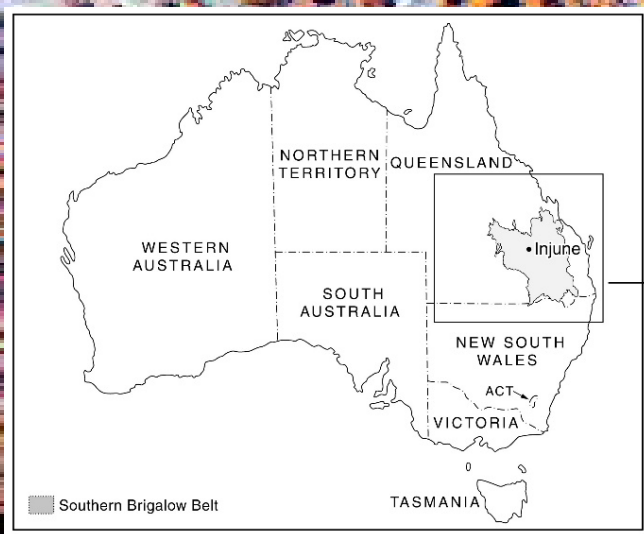 NORTHERN
TERRITORY
QUEENSLAND
WESTERN
AUSTRALIA
Injune
SOUTH
AUSTRALIA
NEW SOUTH
WALES
ACT
VICTORIA
TASMANIA
Southern Brigalow Belt